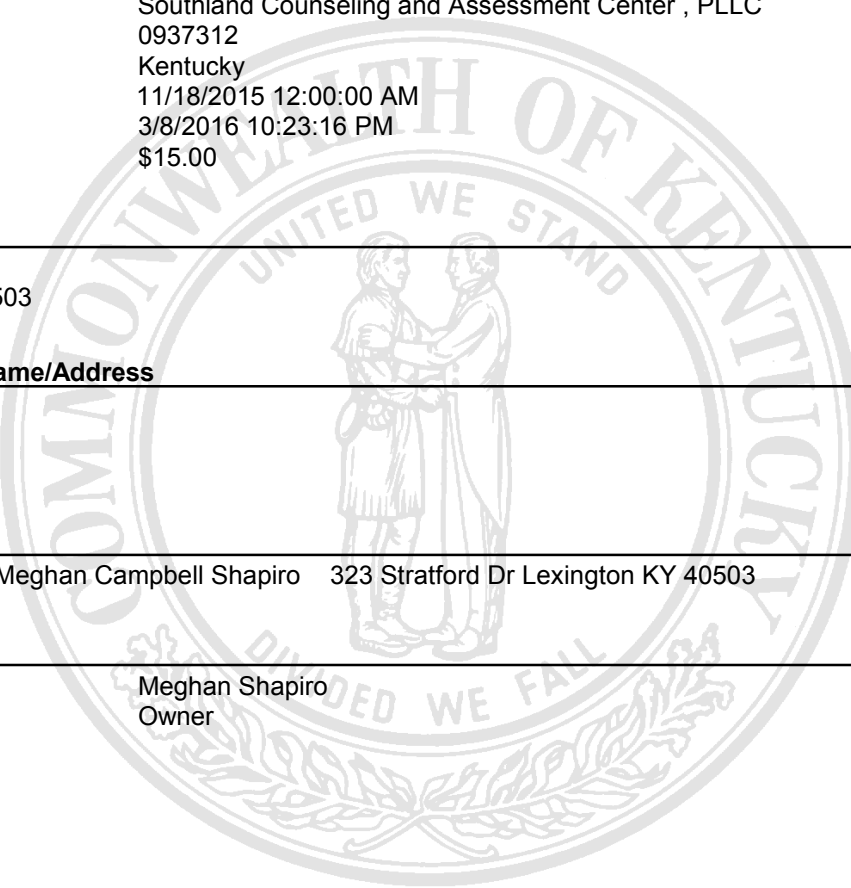 Southland Counseling and Assessment Center , PLLC
0937312
Kentucky
11/18/2015 12:00:00 AM
3/8/2016 10:23:16 PM
$15.00
COMMONWEALTH OF KENTUCKY
UNITED WE STAND
503
ame/Address
Meghan Campbell Shapiro 323 Stratford Dr Lexington KY 40503
Meghan Shapiro
Owner
DIVIDED WE FALL